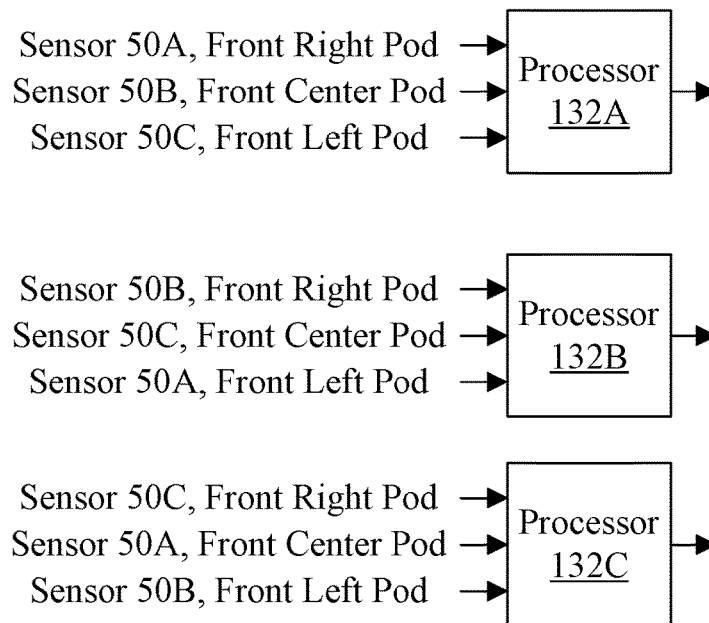 Sensor 50A, Front Right Pod
Sensor 50B, Front Center Pod
Sensor 50C, Front Left Pod
Processor
132A
Sensor 50B, Front Right Pod
Sensor 50C, Front Center Pod
Sensor 50A, Front Left Pod
Processor
132B
Sensor 50C, Front Right Pod
Sensor 50A, Front Center Pod
Sensor 50B, Front Left Pod
Processor
132C